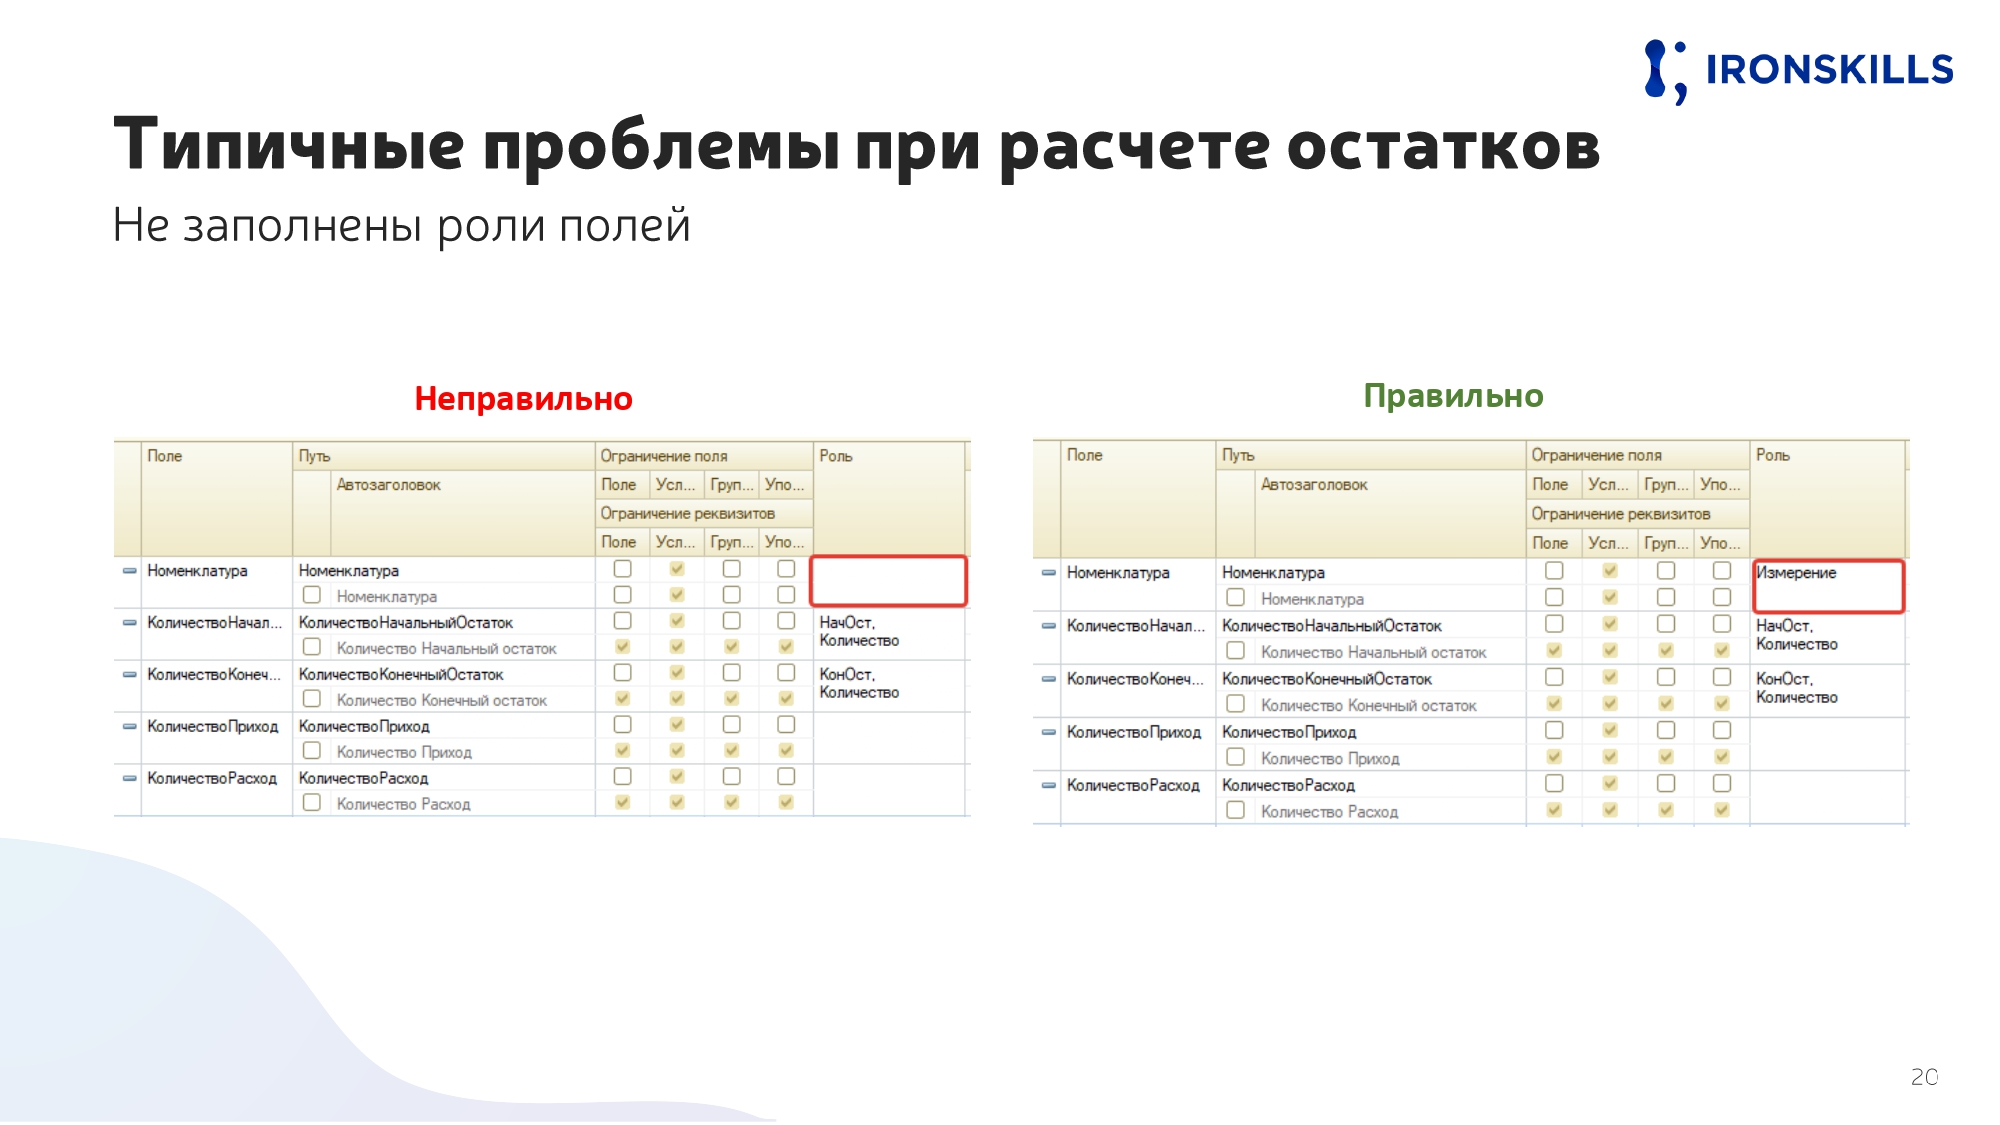 IRONSKILLS
Типичные проблемы при расчете остатков
Не заполнены роли полей
Неправильно
Поле Путь Ограничение поля Роль
Автозаголовок Поле Усл... Груп... Упо...
Ограничение реквизитов
Поле Усл... Груп... Упо...
Номенклатура Номенклатура
Номенклатура
КоличествоНачал... КоличествоНачальныйОстаток НачОст,
Количество Начальный остаток Количество
КоличествоКонеч... КоличествоКонечныйОстаток КонОст,
Количество Конечный остаток Количество
КоличествоПриход КоличествоПриход
Количество Приход
КоличествоРасход КоличествоРасход
Количество Расход
Правильно
Поле Путь Ограничение поля Роль
Автозаголовок Поле Усл... Груп... Упо...
Ограничение реквизитов
Поле Усл... Груп... Упо...
Номенклатура Номенклатура Измерение
Номенклатура
КоличествоНачал... КоличествоНачальныйОстаток НачОст,
Количество Начальный остаток Количество
КоличествоКонеч... КоличествоКонечныйОстаток КонОст,
Количество Конечный остаток Количество
КоличествоПриход КоличествоПриход
Количество Приход
КоличествоРасход КоличествоРасход
Количество Расход
20